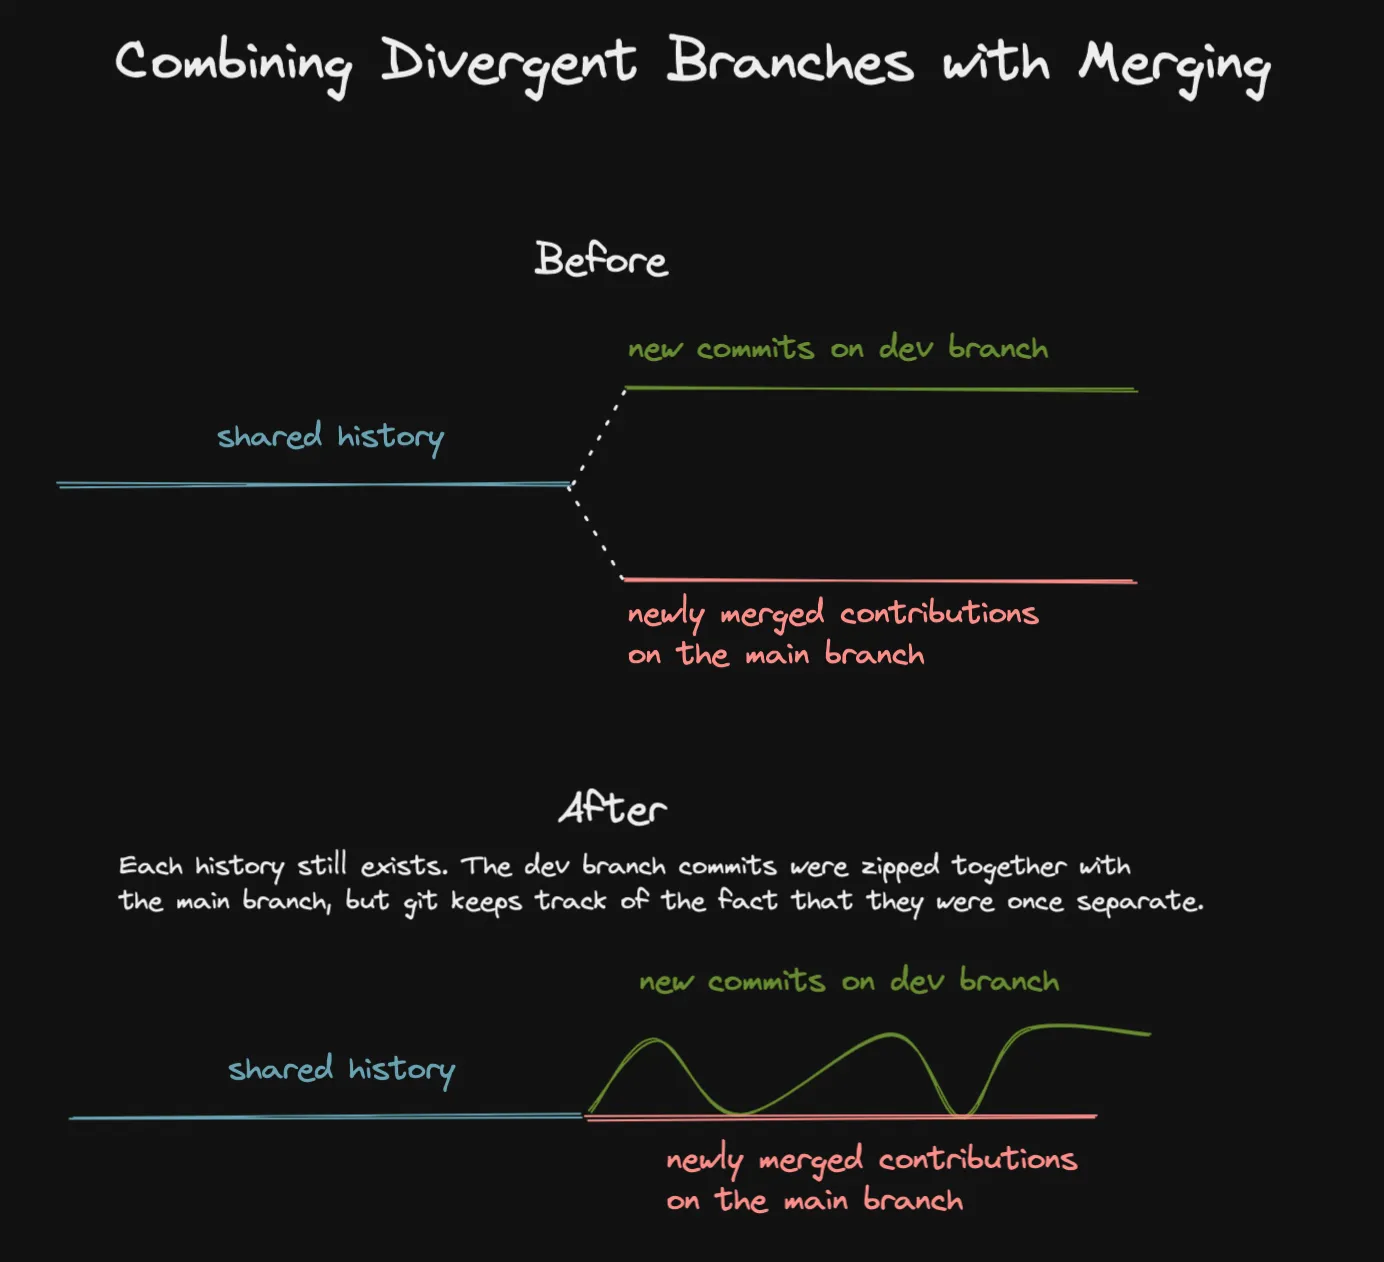 Combining Divergent Branches with Merging
Before
new commits on dev branch
shared history
newly merged contributions
on the main branch
After
Each history still exists. The dev branch commits were zipped together with
the main branch, but git keeps track of the fact that they were once separate.
new commits on dev branch
shared history
newly merged contributions
on the main branch